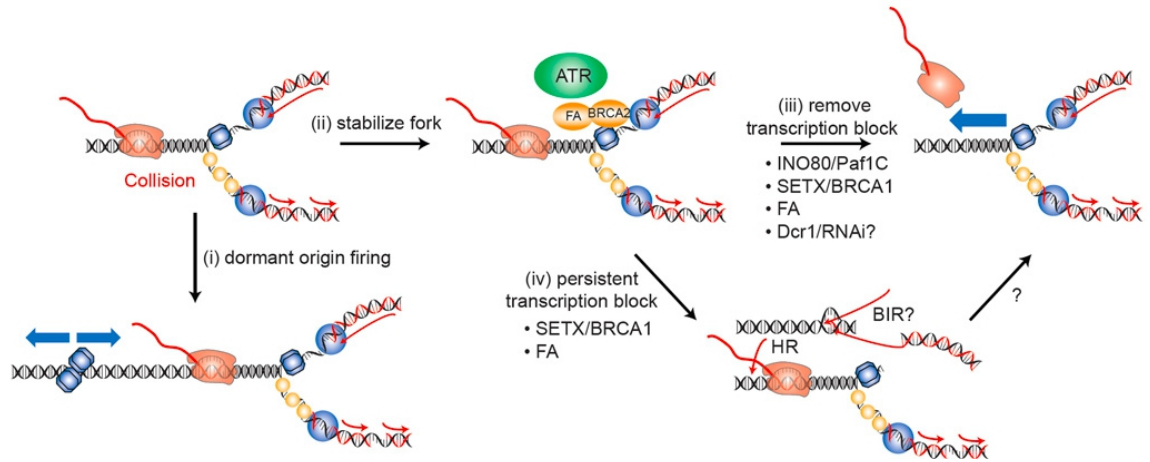 Collision
(i) dormant origin firing
(ii) stabilize fork
ATR
FA
BRCA2
(iii) remove
transcription block
• INO80/Paf1C
• SETX/BRCA1
• FA
• Dcr1/RNAi?
(iv) persistent
transcription block
• SETX/BRCA1
• FA
BIR?
HR
?